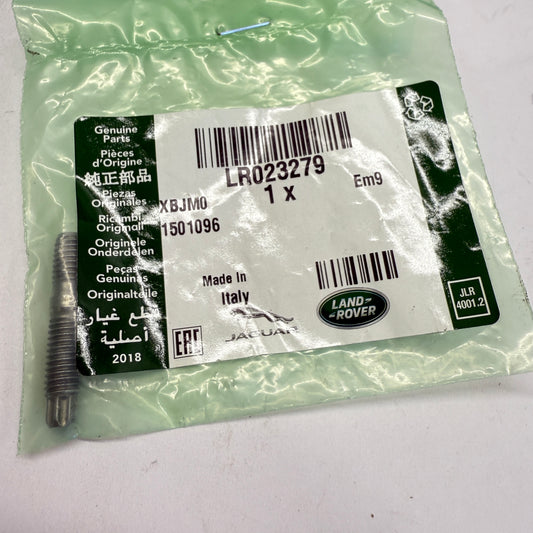 Genuine
Parts
Pièces
d'Origine
純正部品
Piezas
Originales
Ricambi
Originali
Originele
Onderdelen
Peças
Genuínas
Originalteile
قطع غيار
أصلية
2018
LR023279
1 x
Em9
XBJM0
1501096
Made In
Italy
EAC
JAGUAR
LAND
ROVER
JLR
4001.2